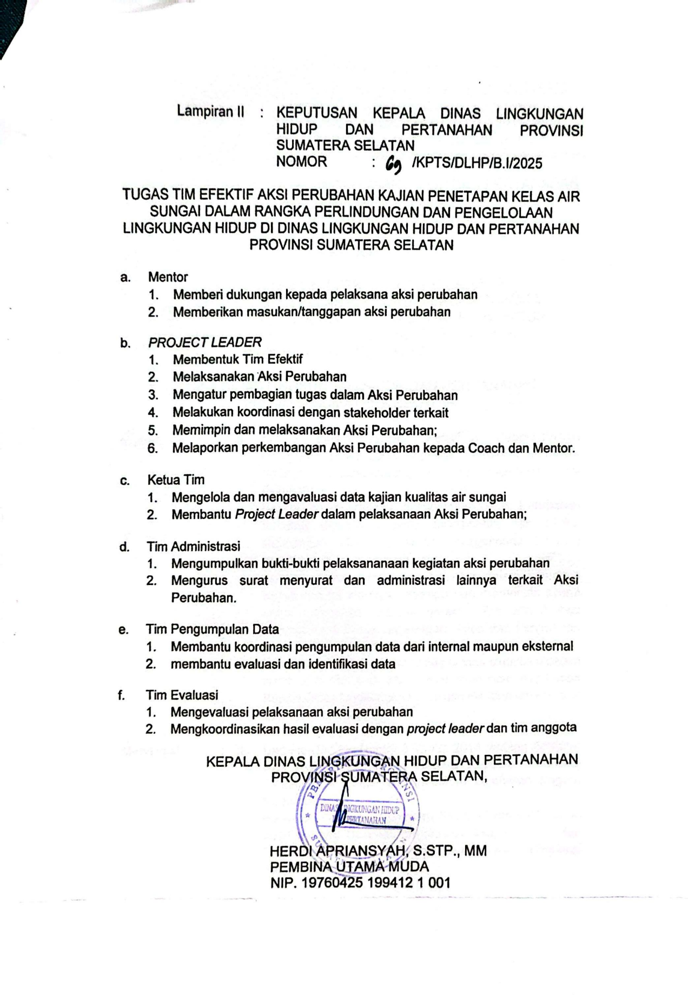 Lampiran II : KEPUTUSAN KEPALA DINAS LINGKUNGAN
HIDUP DAN PERTANAHAN PROVINSI
SUMATERA SELATAN
NOMOR : 69 /KPTS/DLHP/B.I/2025
TUGAS TIM EFEKTIF AKSI PERUBAHAN KAJIAN PENETAPAN KELAS AIR
SUNGAI DALAM RANGKA PERLINDUNGAN DAN PENGELOLAAN
LINGKUNGAN HIDUP DI DINAS LINGKUNGAN HIDUP DAN PERTANAHAN
PROVINSI SUMATERA SELATAN
a. Mentor
1. Memberi dukungan kepada pelaksana aksi perubahan
2. Memberikan masukan/tanggapan aksi perubahan
b. PROJECT LEADER
1. Membentuk Tim Efektif
2. Melaksanakan Aksi Perubahan
3. Mengatur pembagian tugas dalam Aksi Perubahan
4. Melakukan koordinasi dengan stakeholder terkait
5. Memimpin dan melaksanakan Aksi Perubahan;
6. Melaporkan perkembangan Aksi Perubahan kepada Coach dan Mentor.
c. Ketua Tim
1. Mengelola dan mengavaluasi data kajian kualitas air sungai
2. Membantu Project Leader dalam pelaksanaan Aksi Perubahan;
d. Tim Administrasi
1. Mengumpulkan bukti-bukti pelaksananaan kegiatan aksi perubahan
2. Mengurus surat menyurat dan administrasi lainnya terkait Aksi
Perubahan.
e. Tim Pengumpulan Data
1. Membantu koordinasi pengumpulan data dari internal maupun eksternal
2. membantu evaluasi dan identifikasi data
f. Tim Evaluasi
1. Mengevaluasi pelaksanaan aksi perubahan
2. Mengkoordinasikan hasil evaluasi dengan project leader dan tim anggota
KEPALA DINAS LINGKUNGAN HIDUP DAN PERTANAHAN
PROVINSI SUMATERA SELATAN,
PEMERINTAH PROVINSI
DINAS LINGKUNGAN HIDUP
PERTANAHAN
SUMATERA SELATAN
HERDI APRIANSYAH, S.STP., MM
PEMBINA UTAMA MUDA
NIP. 19760425 199412 1 001